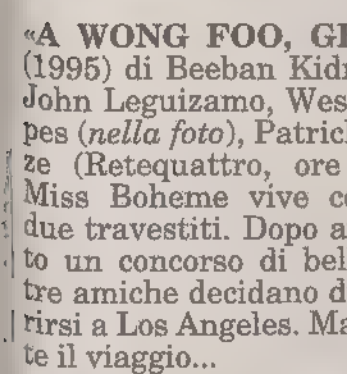 «A WONG FOO, GI
(1995) di Beeban Kidr
John Leguizamo, Wes
pes (nella foto), Patric
ze (Retequattro, ore
Miss Boheme vive co
due travestiti. Dopo a
to un concorso di bel
tre amiche decidano d
rirsi a Los Angeles. Ma
te il viaggio...